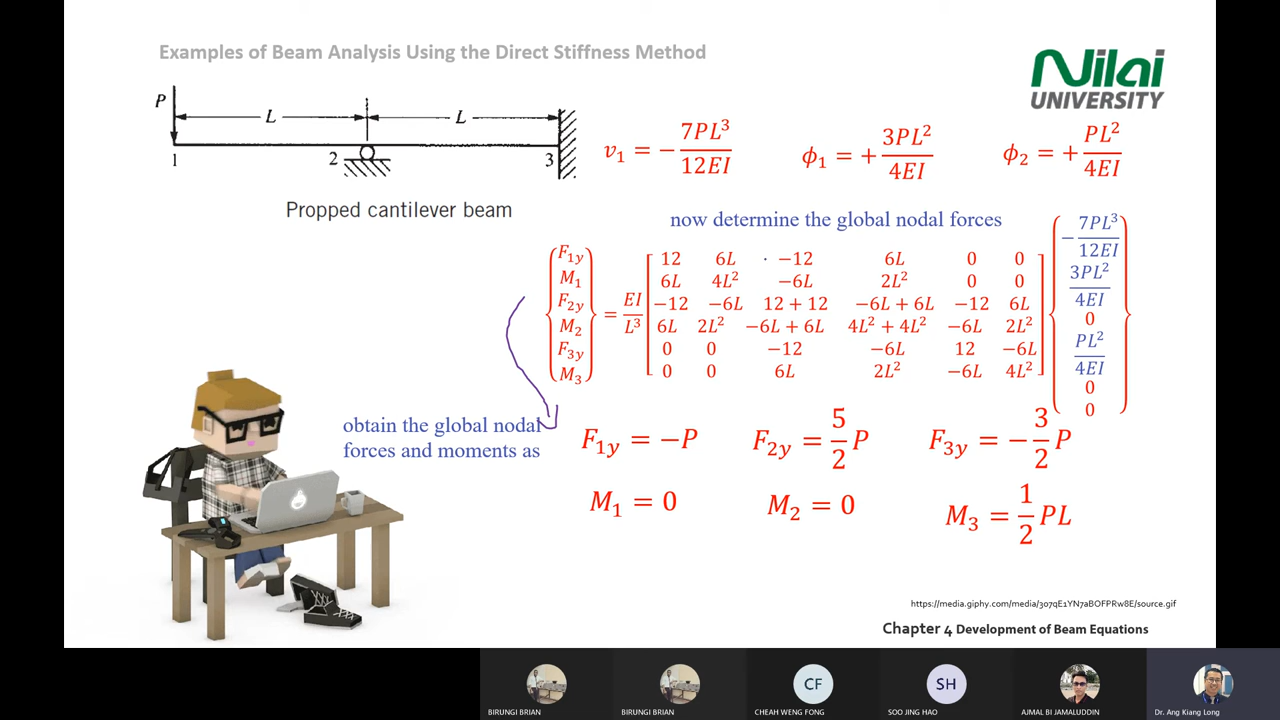 Examples of Beam Analysis Using the Direct Stiffness Method
Nilai
UNIVERSITY
P
L
L
1
2
3
Propped cantilever beam
v₁ = − 7PL³/12EI
ϕ₁ = + 3PL²/4EI
ϕ₂ = + PL²/4EI
now determine the global nodal forces
F₁y
M₁
F₂y
M₂
F₃y
M₃
= EI/L³
12 6L −12 6L 0 0
6L 4L² −6L 2L² 0 0
−12 −6L 12 + 12 −6L + 6L −12 6L
6L 2L² −6L + 6L 4L² + 4L² −6L 2L²
0 0 −12 −6L 12 −6L
0 0 6L 2L² −6L 4L²
− 7PL³/12EI
3PL²/4EI
0
PL²/4EI
0
0
obtain the global nodal
forces and moments as
F₁y = −P
F₂y = 5/2 P
F₃y = − 3/2 P
M₁ = 0
M₂ = 0
M₃ = 1/2 PL
https://media.giphy.com/media/3o7qE1YN7aBOFPRw8E/source.gif
Chapter 4 Development of Beam Equations
CF
SH
BIRUNGI BRIAN
BIRUNGI BRIAN
CHEAH WENG FONG
SOO JING HAO
AJMAL BI JAMALUDDIN
Dr. Ang Kiang Long